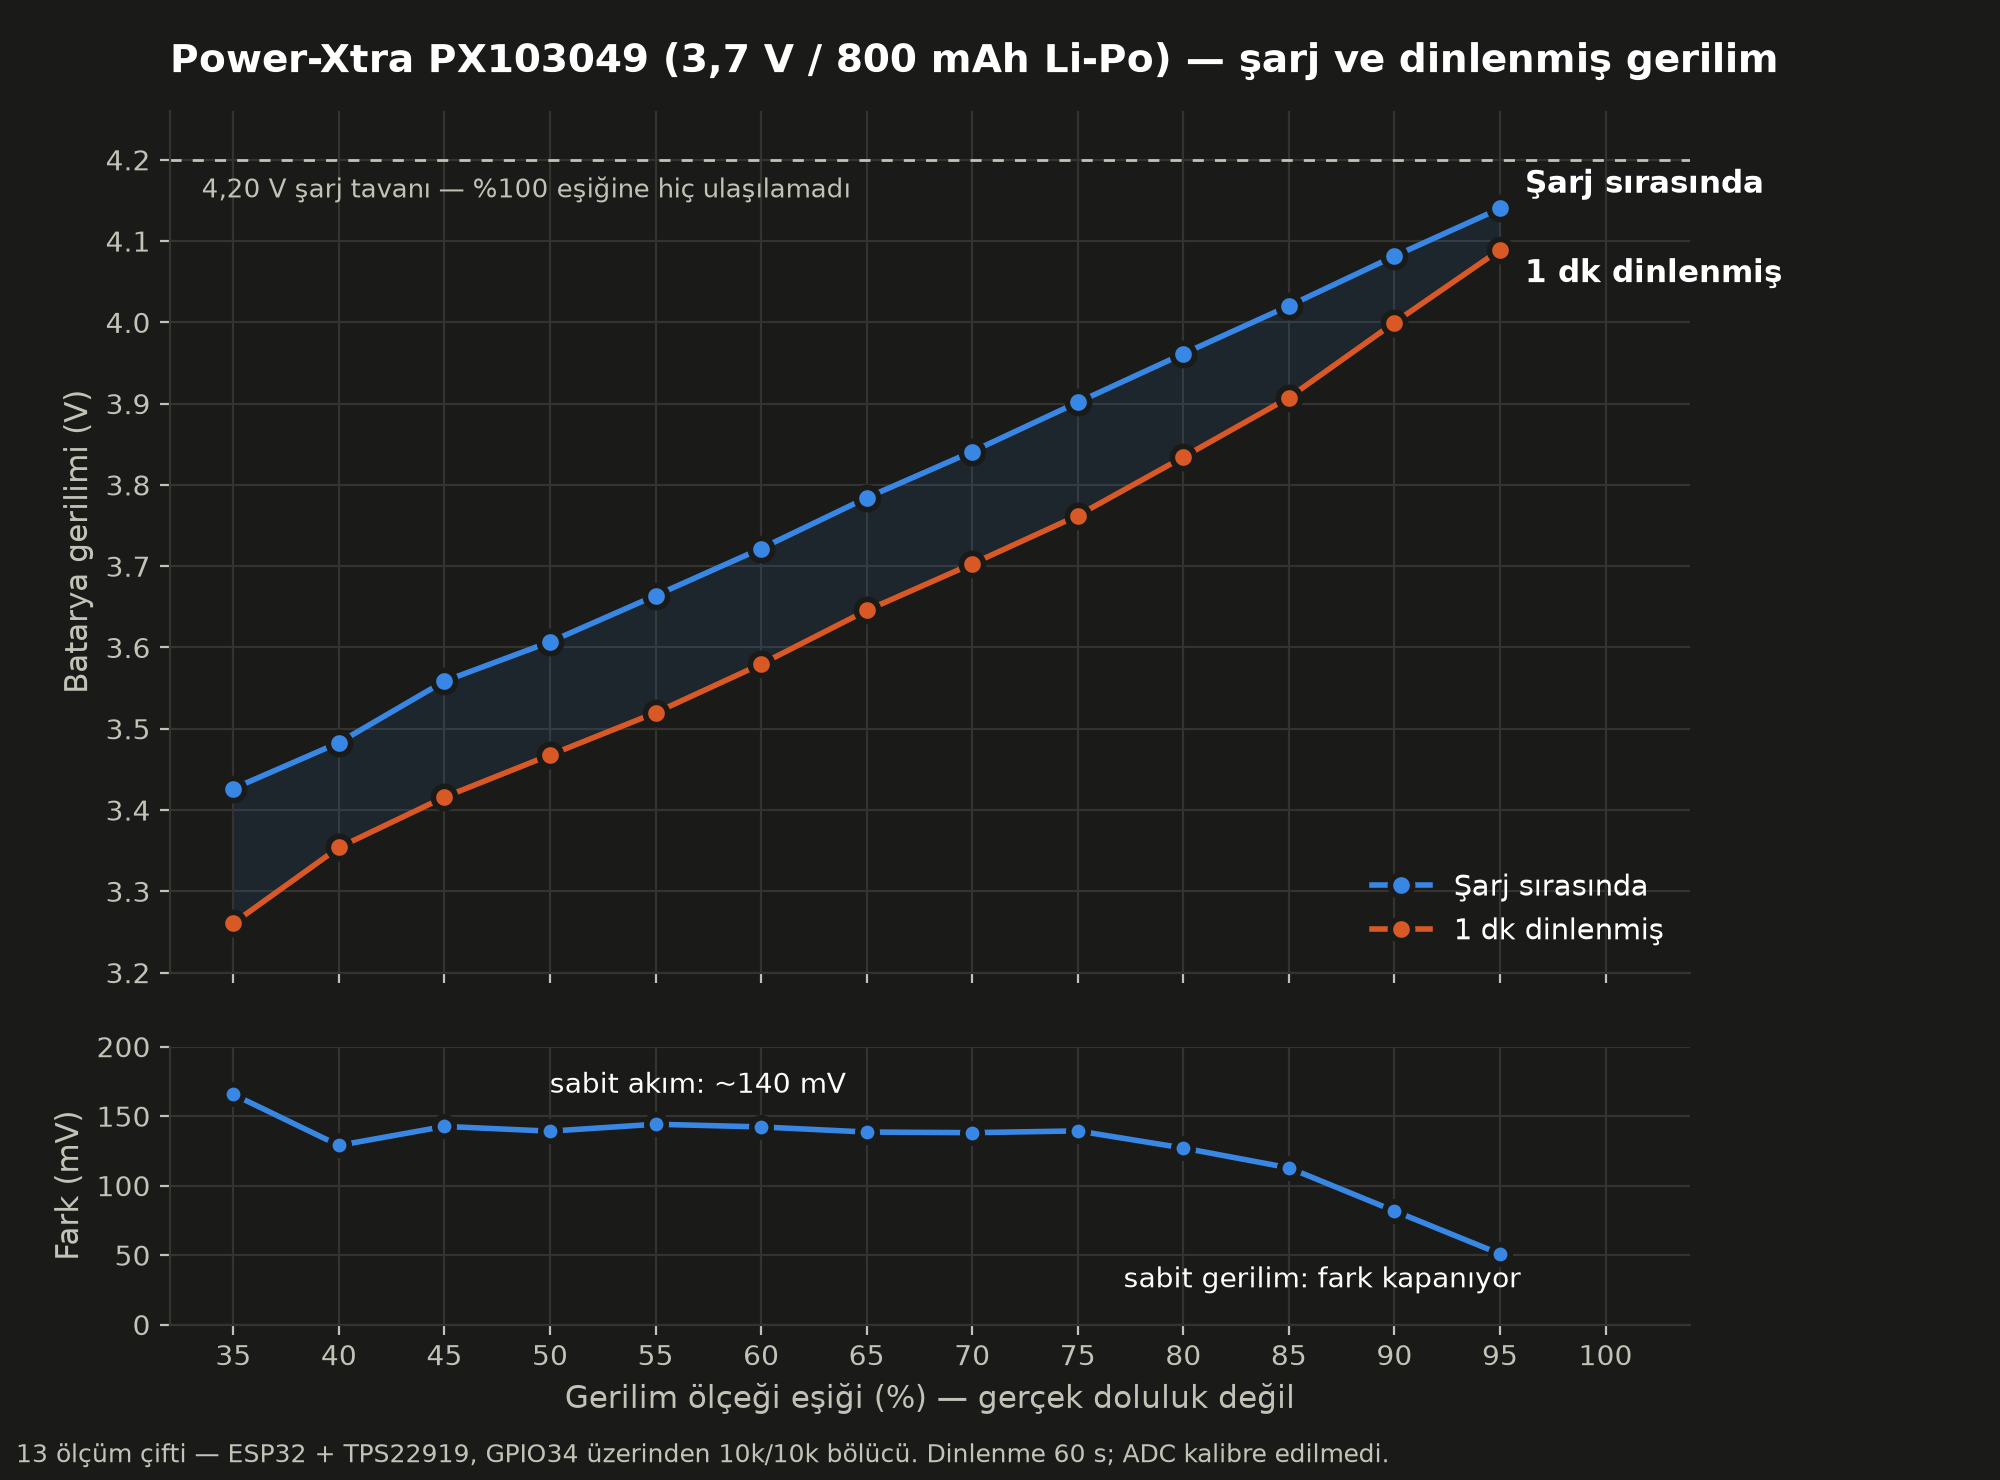 Power-Xtra PX103049 (3,7 V / 800 mAh Li-Po) — şarj ve dinlenmiş gerilim
4.2
4,20 V şarj tavanı — %100 eşiğine hiç ulaşılamadı
Şarj sırasında
4.1
1 dk dinlenmiş
4.0
3.9
3.8
3.7
3.6
3.5
3.4
3.3
3.2
Batarya gerilimi (V)
Şarj sırasında
1 dk dinlenmiş
200
sabit akım: ~140 mV
150
100
50
sabit gerilim: fark kapanıyor
0
Fark (mV)
35 40 45 50 55 60 65 70 75 80 85 90 95 100
Gerilim ölçeği eşiği (%) — gerçek doluluk değil
13 ölçüm çifti — ESP32 + TPS22919, GPIO34 üzerinden 10k/10k bölücü. Dinlenme 60 s; ADC kalibre edilmedi.